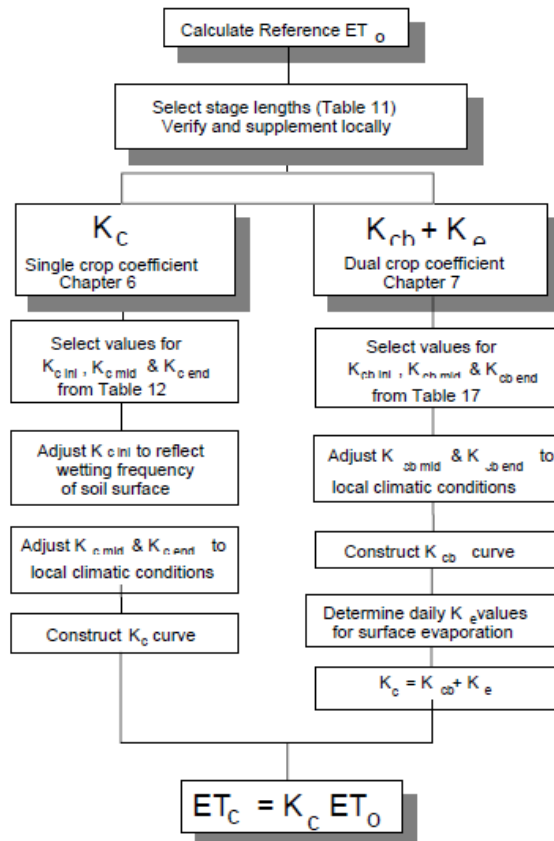 Calculate Reference ET o
Select stage lengths (Table 11)
Verify and supplement locally
K c
Single crop coefficient
Chapter 6
K cb + K e
Dual crop coefficient
Chapter 7
Select values for
K c ini , K c mid & K c end
from Table 12
Select values for
K cb ini , K cb mid & K cb end
from Table 17
Adjust K c ini to reflect
wetting frequency
of soil surface
Adjust K cb mid & K cb end to
local climatic conditions
Adjust K c mid & K c end to
local climatic conditions
Construct K cb curve
Construct K c curve
Determine daily K e values
for surface evaporation
K c = K cb + K e
ET c = K c ET o